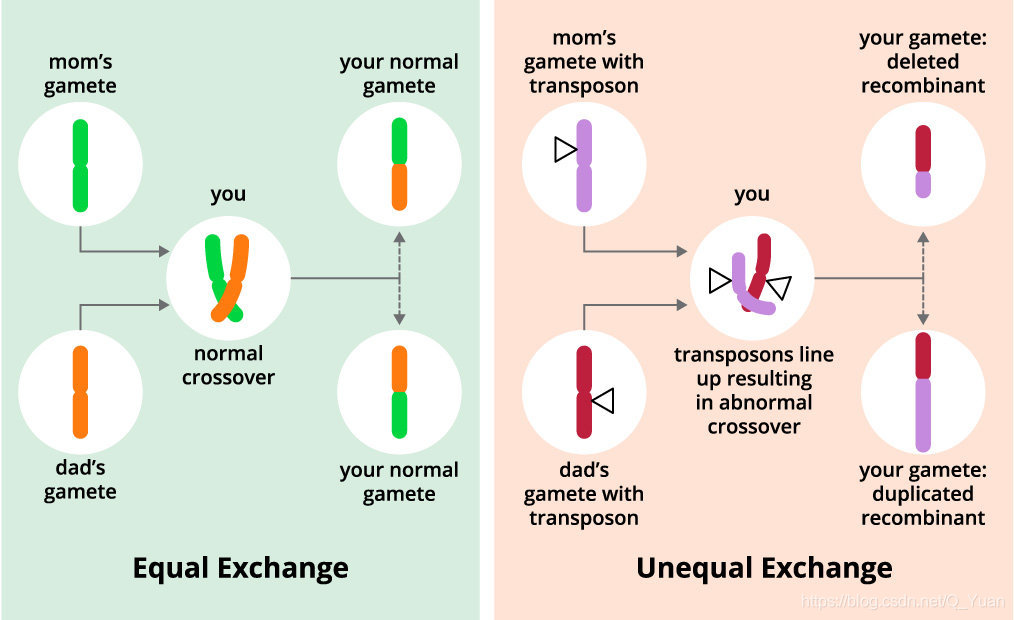 mom's
gamete
your normal
gamete
you
normal
crossover
dad's
gamete
your normal
gamete
Equal Exchange
mom's
gamete with
transposon
your gamete:
deleted
recombinant
you
transposons line
up resulting
in abnormal
crossover
dad's
gamete with
transposon
your gamete:
duplicated
recombinant
Unequal Exchange
https://blog.csdn.net/Q_Yuan